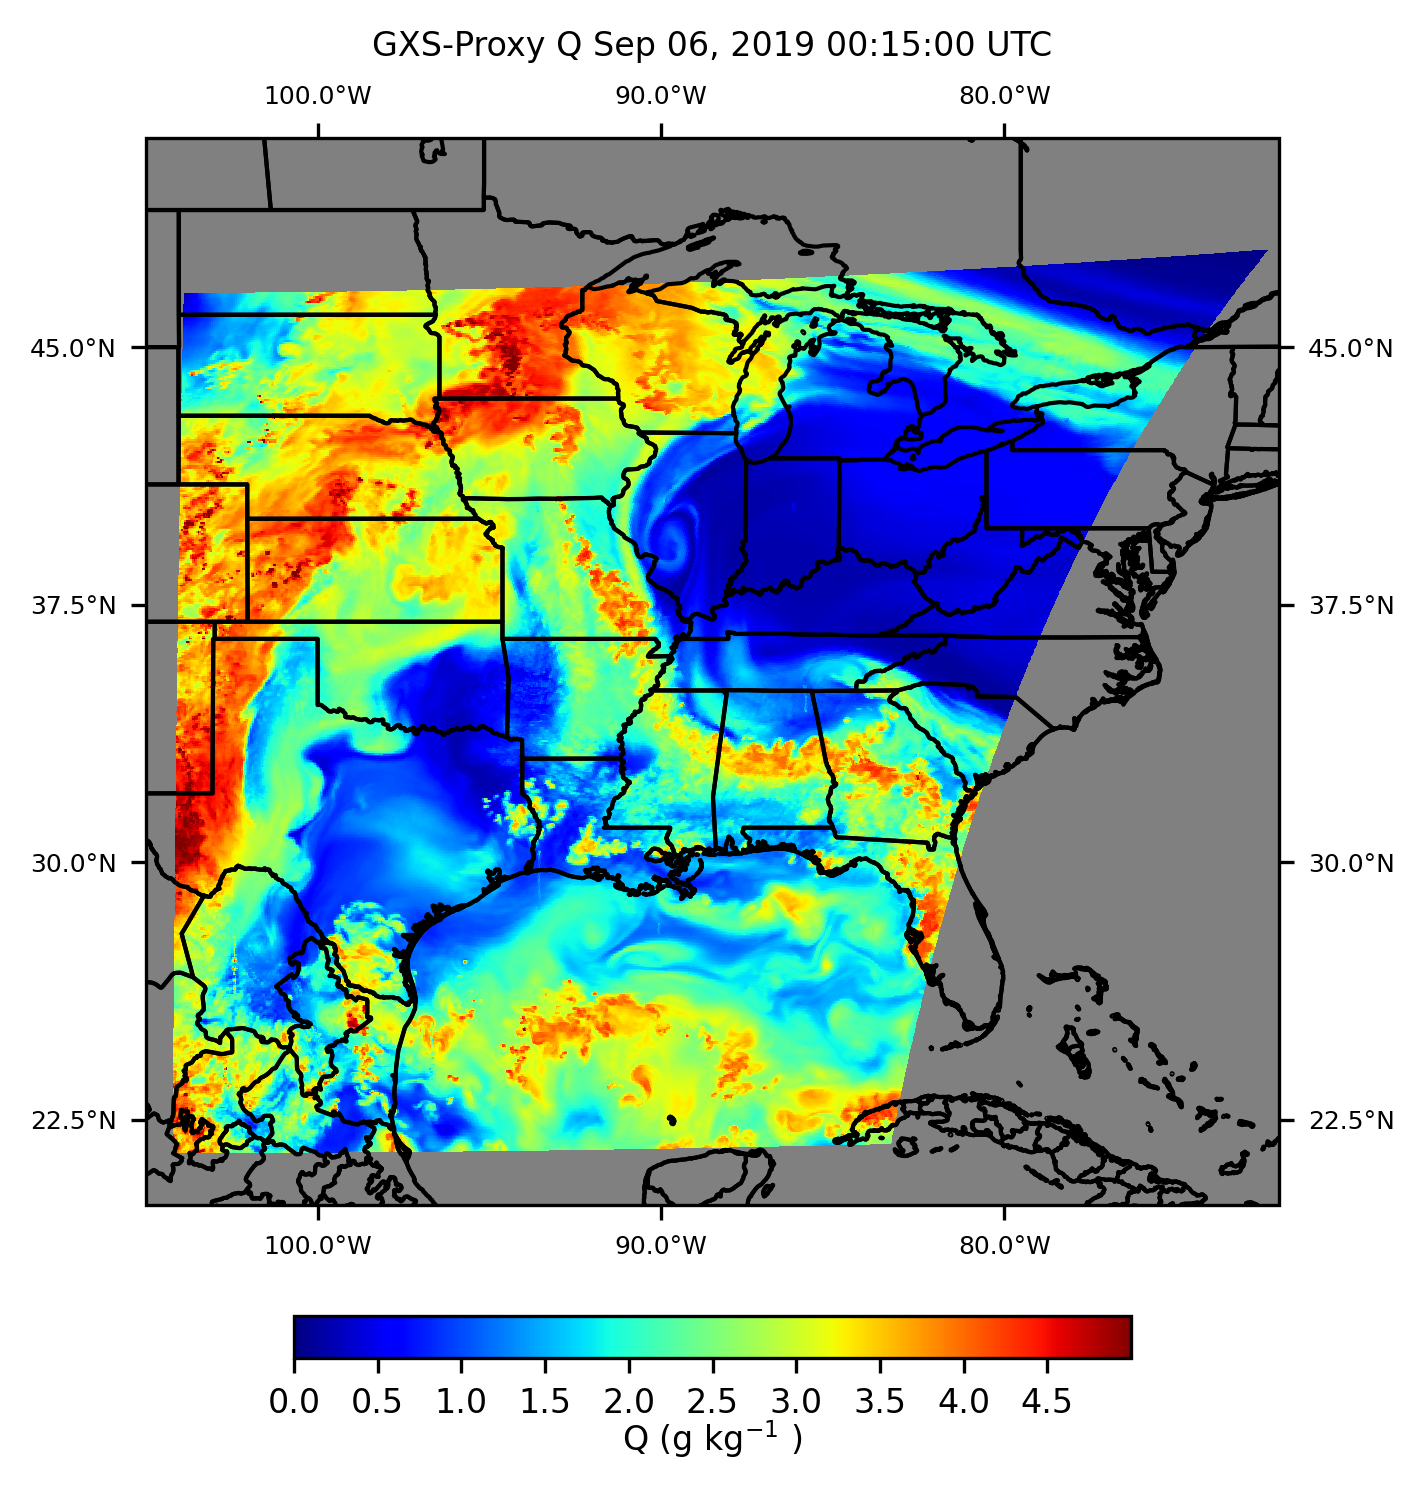 GXS-Proxy Q Sep 06, 2019 00:15:00 UTC
100.0°W 90.0°W 80.0°W
45.0°N 45.0°N
37.5°N 37.5°N
30.0°N 30.0°N
22.5°N 22.5°N
100.0°W 90.0°W 80.0°W
0.0 0.5 1.0 1.5 2.0 2.5 3.0 3.5 4.0 4.5
Q (g kg⁻¹ )